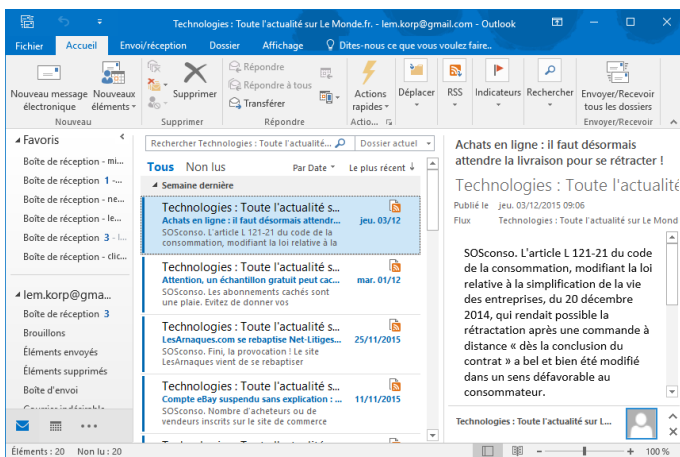 Technologies : Toute l'actualité sur Le Monde.fr. - lem.korp@gmail.com - Outlook
Fichier Accueil Envoi/réception Dossier Affichage Dites-nous ce que vous voulez faire..
Nouveau message électronique
Nouveaux éléments
Nouveau
Supprimer
Supprimer
Répondre
Répondre à tous
Transférer
Répondre
Actions rapides
Actio...
Déplacer
RSS
Indicateurs
Rechercher
Envoyer/Recevoir tous les dossiers
Envoyer/Recevoir
Favoris
Boîte de réception - mi...
Boîte de réception 1 -...
Boîte de réception - ne...
Boîte de réception - le...
Boîte de réception 3 - l...
Boîte de réception - clic...
lem.korp@gma...
Boîte de réception 3
Brouillons
Éléments envoyés
Éléments supprimés
Boîte d'envoi
Courrier indésirable
Rechercher Technologies : Toute l'actualité... Dossier actuel
Tous Non lus Par Date Le plus récent ↓
Semaine dernière
Technologies : Toute l'actualité s...
Achats en ligne : il faut désormais attendr... jeu. 03/12
SOSconso. L'article L 121-21 du code de la
consommation, modifiant la loi relative à la
Technologies : Toute l'actualité s...
Attention, un échantillon gratuit peut cac... mar. 01/12
SOSconso. Les abonnements cachés sont
une plaie. Evitez de donner vos
Technologies : Toute l'actualité s...
LesArnaques.com se rebaptise Net-Litiges... 25/11/2015
SOSconso. Fini, la provocation ! Le site
LesArnaques vient de se rebaptiser
Technologies : Toute l'actualité s...
Compte eBay suspendu sans explication : ... 11/11/2015
SOSconso. Nombre d'acheteurs ou de
vendeurs inscrits sur le site de commerce
Technologies : Toute l'actualité s...
Achats en ligne : il faut désormais
attendre la livraison pour se rétracter !
Technologies : Toute l'actualité
Publié le jeu. 03/12/2015 09:06
Flux Technologies : Toute l'actualité sur Le Mond
SOSconso. L'article L 121-21 du code
de la consommation, modifiant la loi
relative à la simplification de la vie
des entreprises, du 20 décembre
2014, qui rendait possible la
rétractation après une commande à
distance « dès la conclusion du
contrat » a bel et bien été modifié
dans un sens défavorable au
consommateur.
Technologies : Toute l'actualité sur L...
Éléments : 20 Non lu : 20
100 %